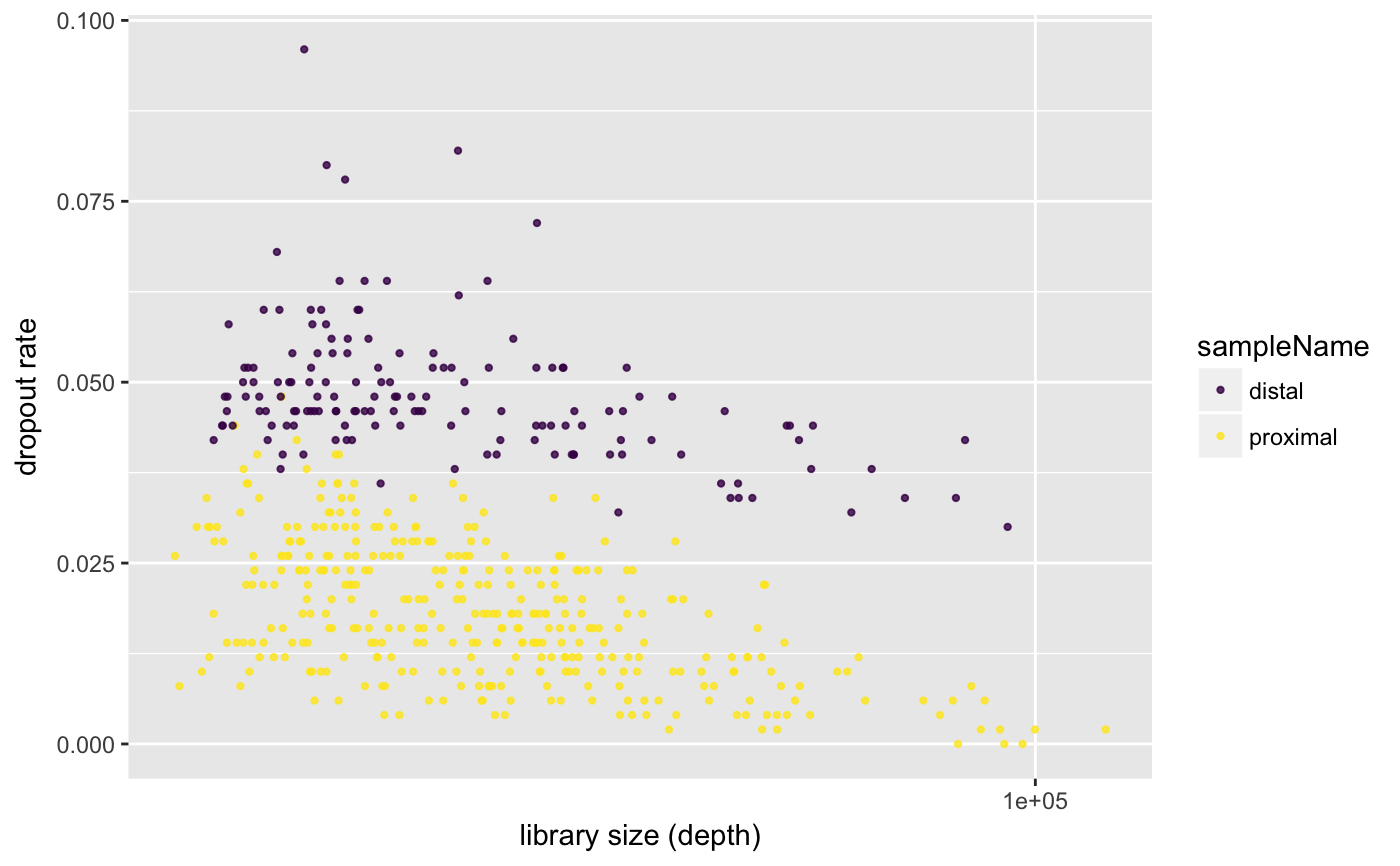 0.100
0.075
0.050
0.025
0.000
dropout rate
1e+05
library size (depth)
sampleName
distal
proximal